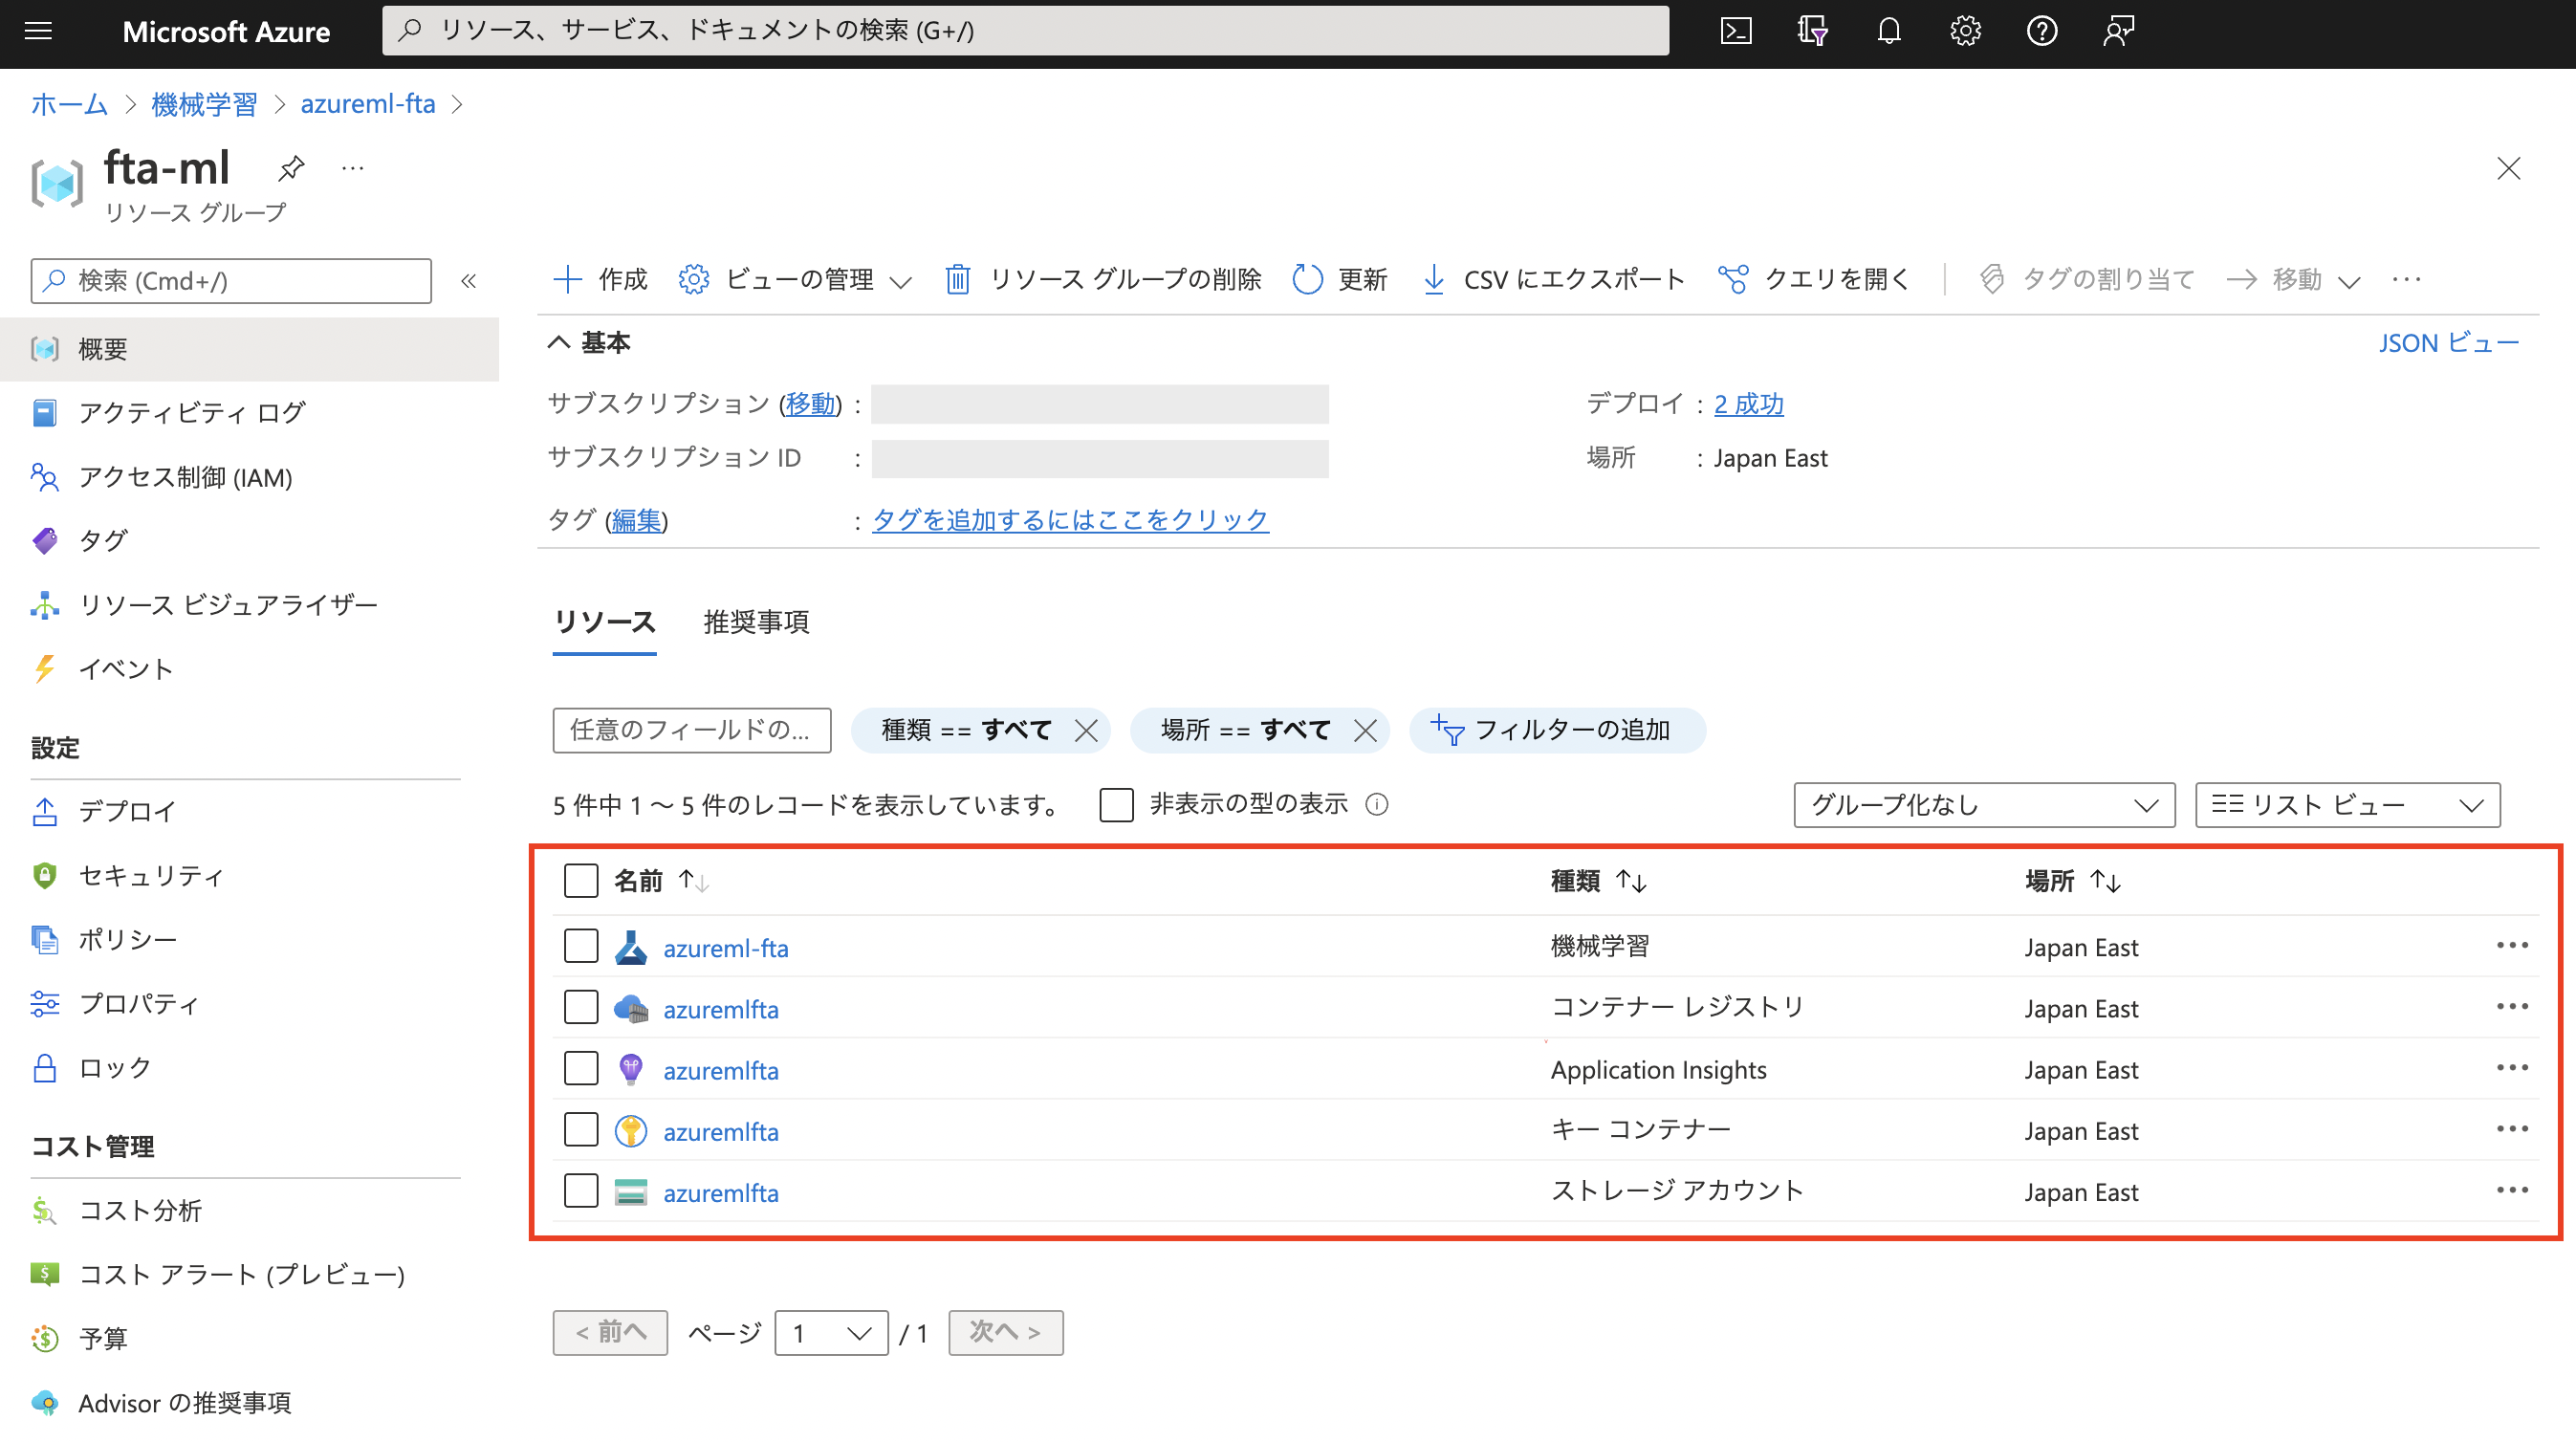 Microsoft Azure
リソース、サービス、ドキュメントの検索 (G+/)
ホーム > 機械学習 > azureml-fta >
fta-ml
リソース グループ
検索 (Cmd+/)
«
概要
アクティビティ ログ
アクセス制御 (IAM)
タグ
リソース ビジュアライザー
イベント
設定
デプロイ
セキュリティ
ポリシー
プロパティ
ロック
コスト管理
コスト分析
コスト アラート (プレビュー)
予算
Advisor の推奨事項
作成 ビューの管理 リソース グループの削除 更新 CSV にエクスポート クエリを開く タグの割り当て 移動 ...
基本
JSON ビュー
サブスクリプション (移動) :
デプロイ : 2 成功
サブスクリプション ID :
場所 : Japan East
タグ (編集) : タグを追加するにはここをクリック
リソース 推奨事項
任意のフィールドの... 種類 == すべて 場所 == すべて フィルターの追加
5 件中 1 ～ 5 件のレコードを表示しています。 非表示の型の表示
グループ化なし リスト ビュー
名前 ↑↓ 種類 ↑↓ 場所 ↑↓
azureml-fta 機械学習 Japan East ...
azuremlfta コンテナー レジストリ Japan East ...
azuremlfta Application Insights Japan East ...
azuremlfta キー コンテナー Japan East ...
azuremlfta ストレージ アカウント Japan East ...
< 前へ ページ 1 / 1 次へ >